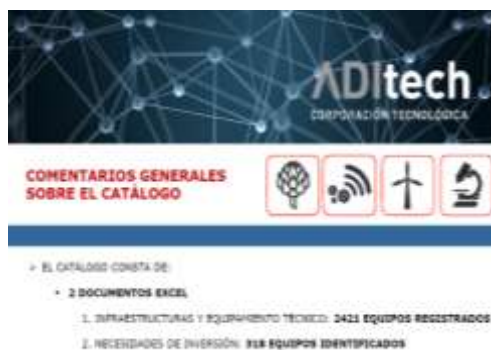 ADItech
CORPORACIÓN TECNOLÓGICA
COMENTARIOS GENERALES
SOBRE EL CATÁLOGO
> EL CATÁLOGO CONSTA DE:
• 2 DOCUMENTOS EXCEL
1. INFRAESTRUCTURAS Y EQUIPAMIENTO TÉCNICO: 2421 EQUIPOS REGISTRADOS
2. NECESIDADES DE INVERSIÓN: 318 EQUIPOS IDENTIFICADOS